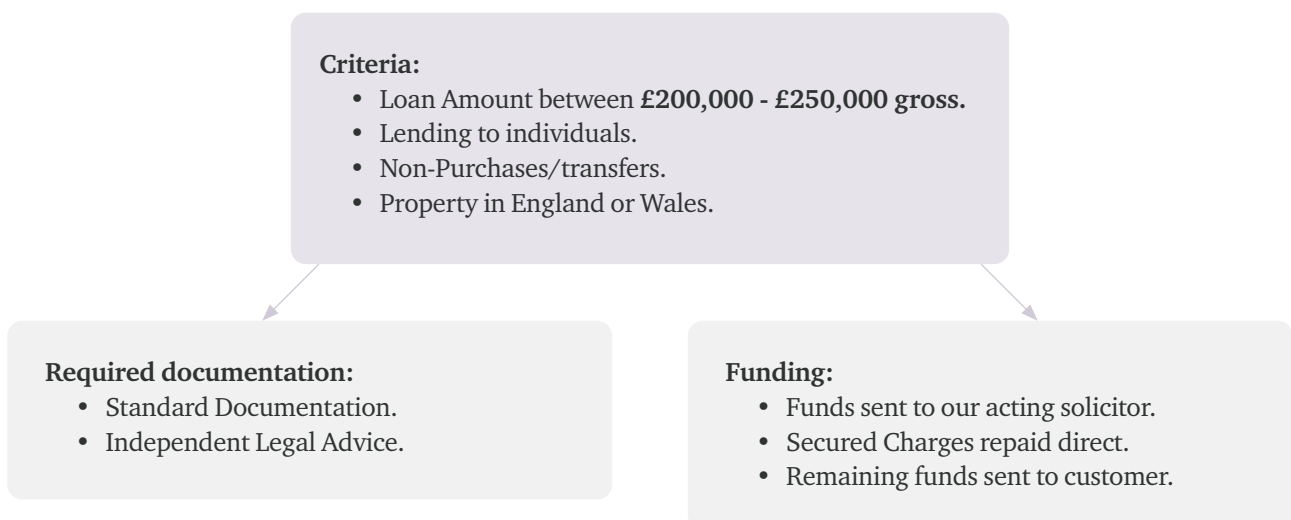 Criteria:
• Loan Amount between £200,000 - £250,000 gross.
• Lending to individuals.
• Non-Purchases/transfers.
• Property in England or Wales.
Required documentation:
• Standard Documentation.
• Independent Legal Advice.
Funding:
• Funds sent to our acting solicitor.
• Secured Charges repaid direct.
• Remaining funds sent to customer.